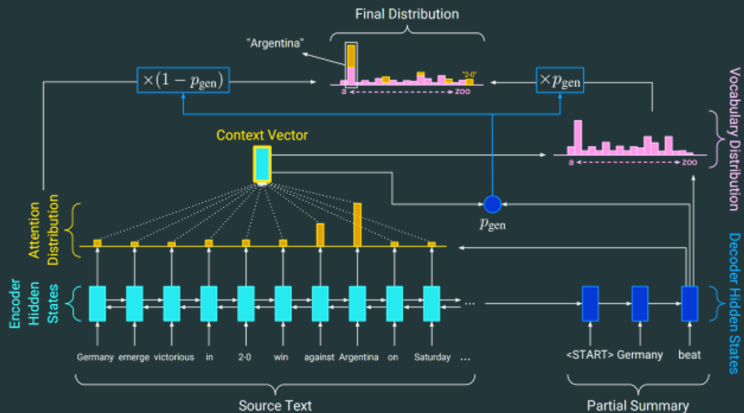 Final Distribution
"Argentina"
×(1 − pgen)
"2-0"
×pgen
a
zoo
Vocabulary Distribution
Context Vector
a
zoo
Attention
Distribution
pgen
Encoder
Hidden
States
Decoder Hidden States
...
Germany emerge victorious in 2-0 win against Argentina on Saturday ...
<START> Germany beat
Source Text
Partial Summary